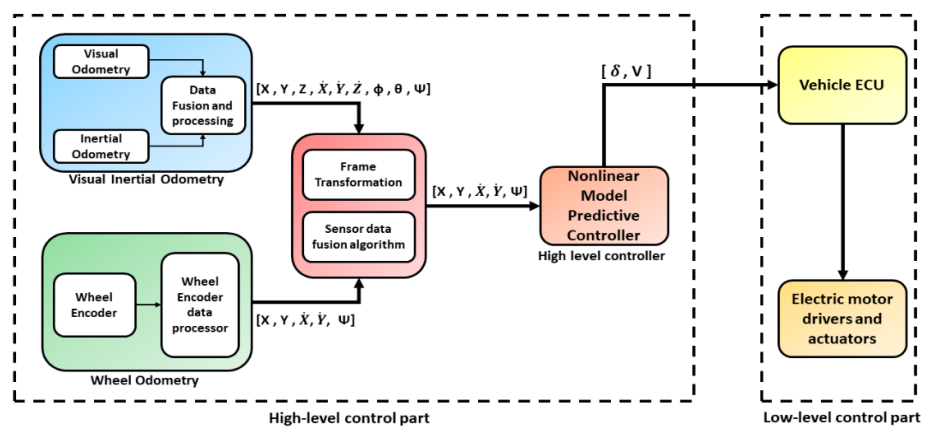 Visual
Odometry
Data
Fusion and
processing
Inertial
Odometry
Visual Inertial Odometry
[X , Y , Z , Ẋ , Ẏ , Ż , ϕ , θ , Ψ]
Wheel
Encoder
Wheel
Encoder
data
processor
Wheel Odometry
[X , Y , Ẋ , Ẏ , Ψ]
Frame
Transformation
Sensor data
fusion algorithm
[X , Y , Ẋ , Ẏ , Ψ]
Nonlinear
Model
Predictive
Controller
High level controller
[ δ , V ]
High-level control part
Vehicle ECU
Electric motor
drivers and
actuators
Low-level control part